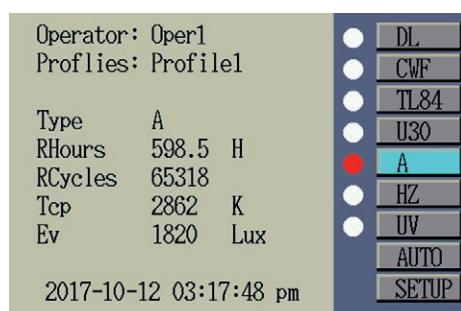 Operator: Oper1
Proflies: Profile1
Type A
RHours 598.5 H
RCycles 65318
Tcp 2862 K
Ev 1820 Lux
2017-10-12 03:17:48 pm
DL
CWF
TL84
U30
A
HZ
UV
AUTO
SETUP